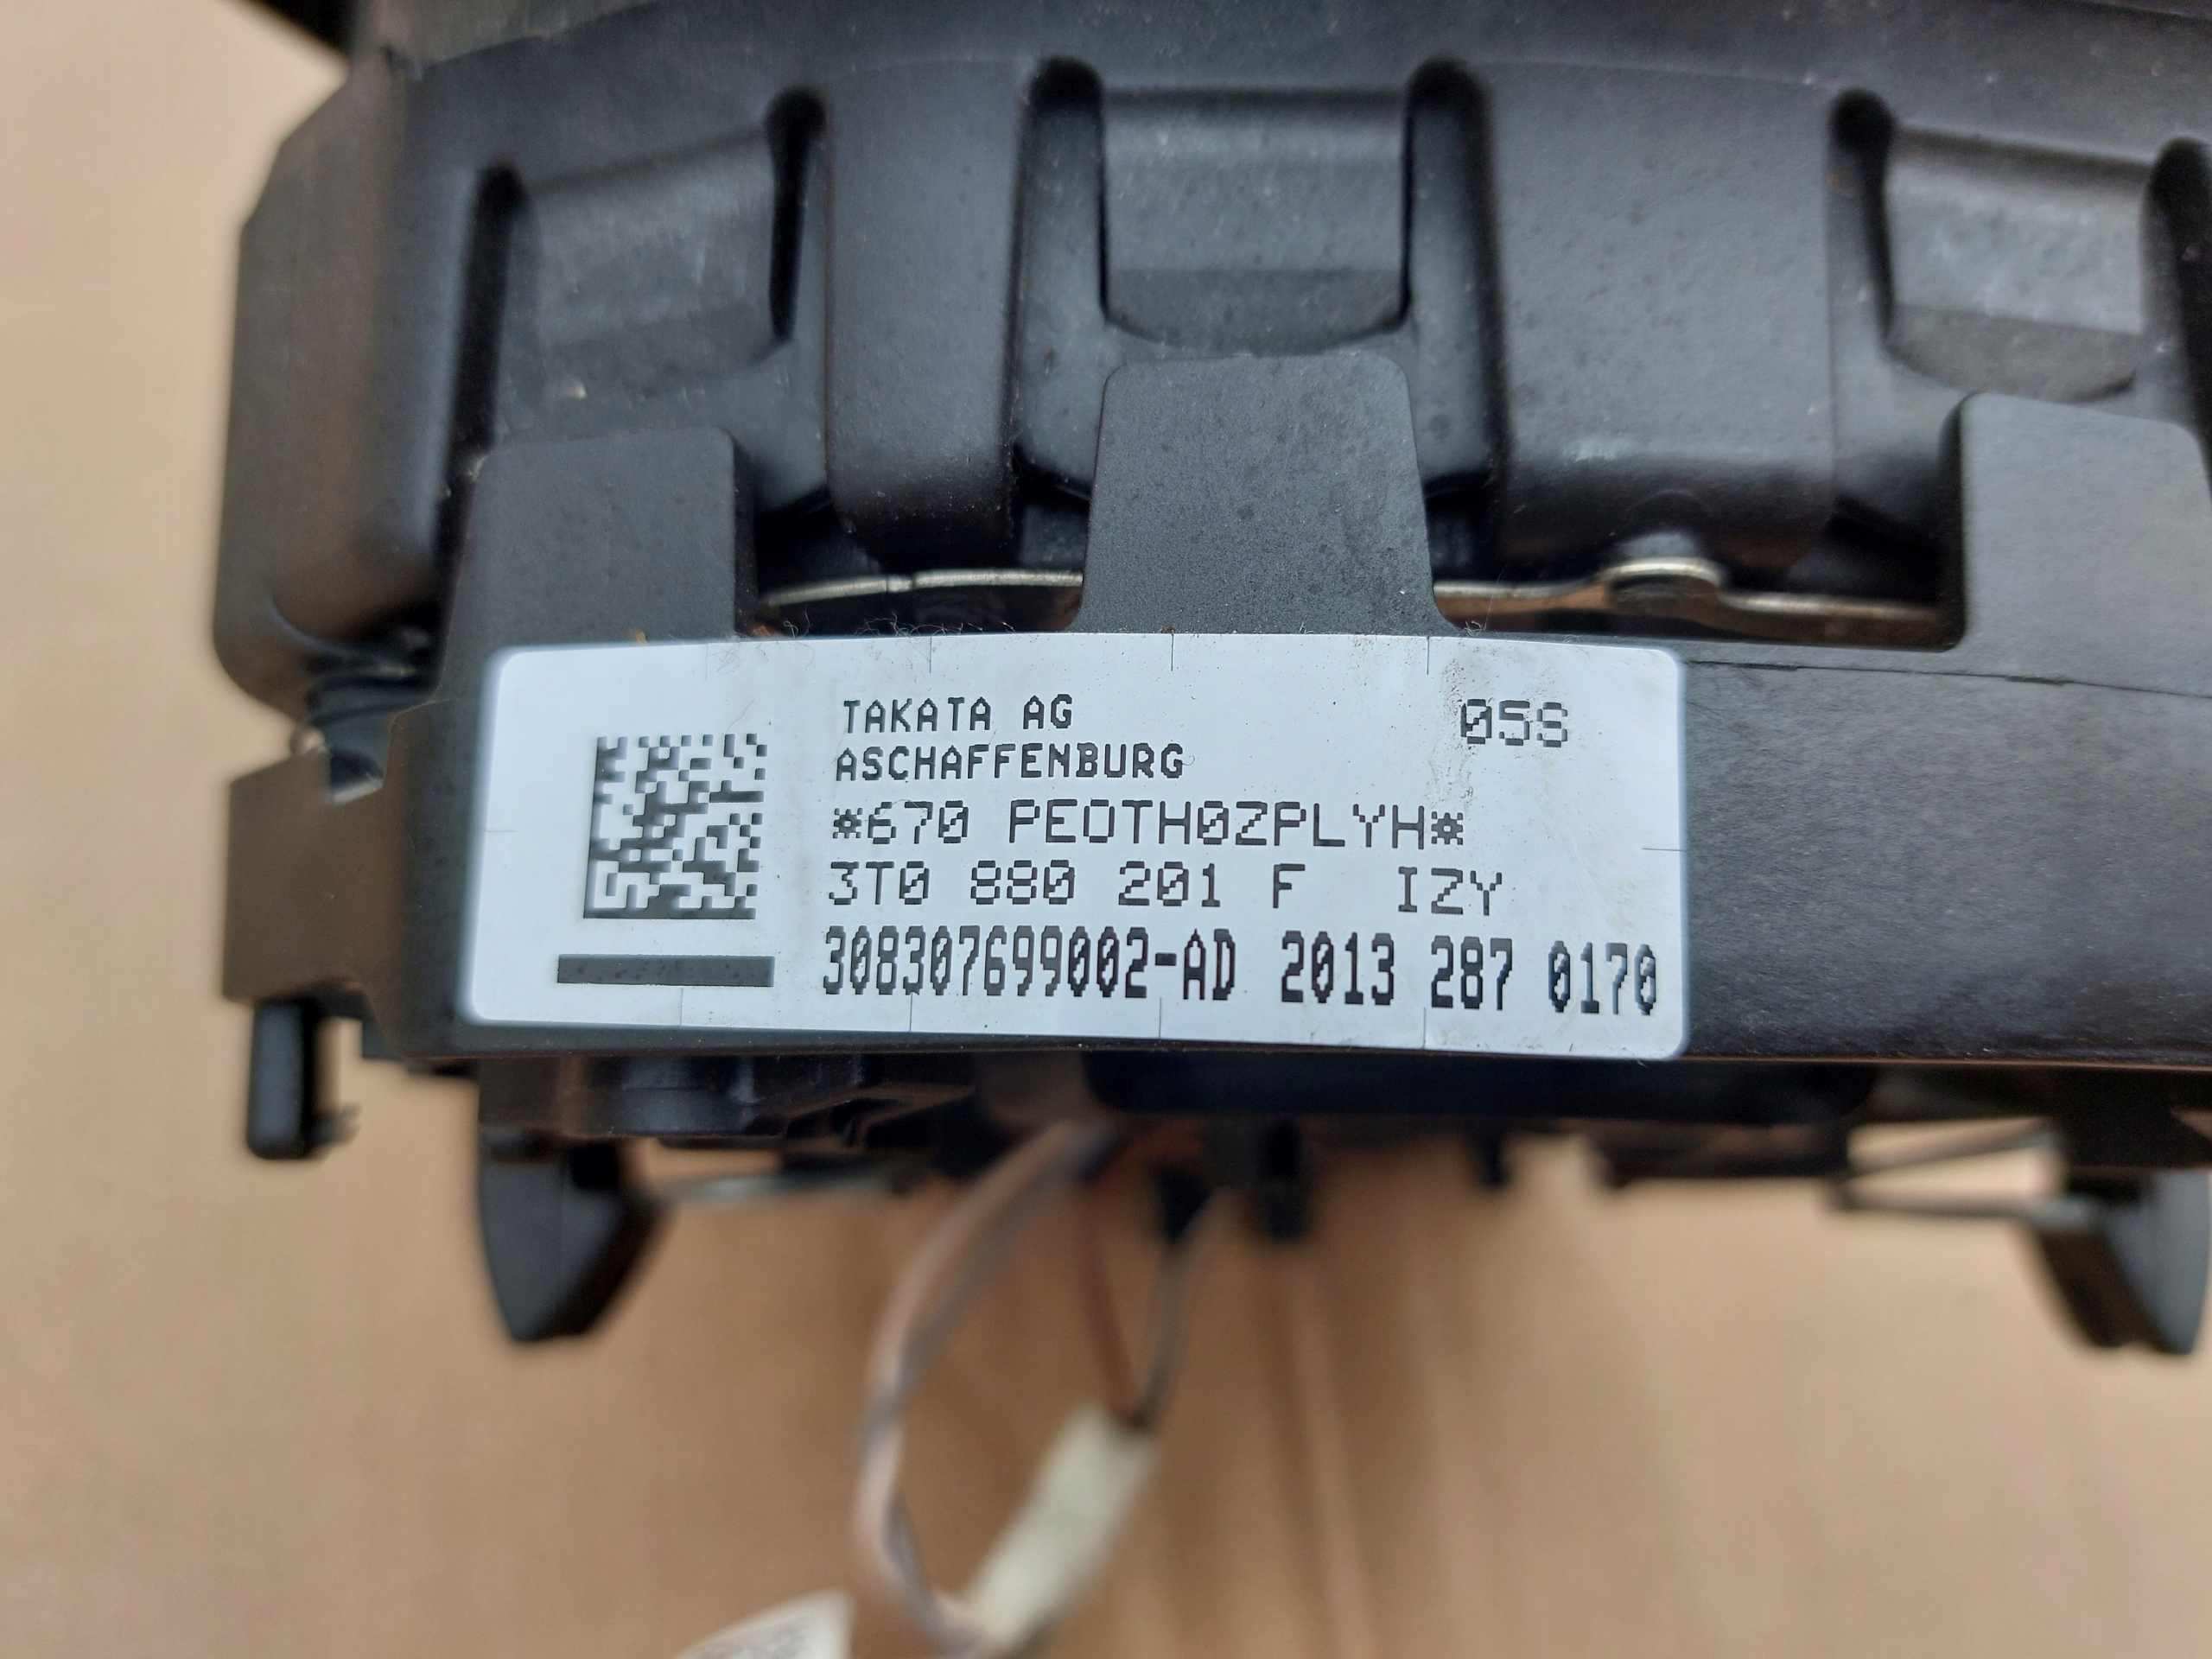 TAKATA AG 05S
ASCHAFFENBURG
*670 PEOTH0ZPLYH*
3T0 880 201 F IZY
308307699002-AD 2013 287 0170